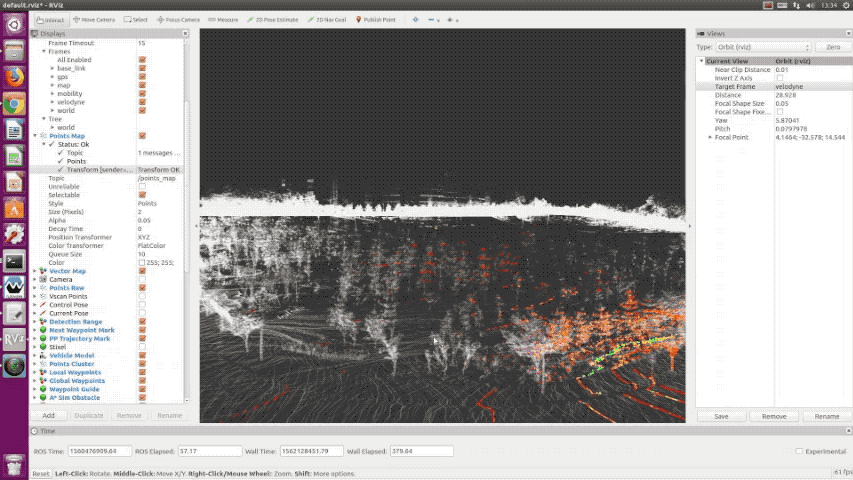 default.rviz* - RViz
13:34
Interact Move Camera Select Focus Camera Measure 2D Pose Estimate 2D Nav Goal Publish Point
Displays
Frame Timeout 15
Frames
All Enabled
base_link
gps
map
mobility
velodyne
world
Tree
world
Points Map
Status: Ok
Topic 1 messages ...
Points
Transform [sender=... Transform OK
Topic /points_map
Unreliable
Selectable
Style Points
Size (Pixels) 2
Alpha 0.05
Decay Time 0
Position Transformer XYZ
Color Transformer FlatColor
Queue Size 10
Color 255; 255;
Vector Map
Camera
Points Raw
Vscan Points
Control Pose
Current Pose
Detection Range
Next Waypoint Mark
PP Trajectory Mark
Stixel
Vehicle Model
Points Cluster
Local Waypoints
Global Waypoints
Waypoint Guide
A* Sim Obstacle
Add Duplicate Remove Rename
Views
Type: Orbit (rviz) Zero
Current View Orbit (rviz)
Near Clip Distance 0.01
Invert Z Axis
Target Frame velodyne
Distance 28.928
Focal Shape Size 0.05
Focal Shape Fixe...
Yaw 5.87041
Pitch 0.0797978
Focal Point 4.1464; -32.578; 14.544
Save Remove Rename
Time
ROS Time: 1560476909.64 ROS Elapsed: 57.17 Wall Time: 1562128451.79 Wall Elapsed: 379.64 Experimental
Reset Left-Click: Rotate. Middle-Click: Move X/Y. Right-Click/Mouse Wheel: Zoom. Shift: More options. 61 fps